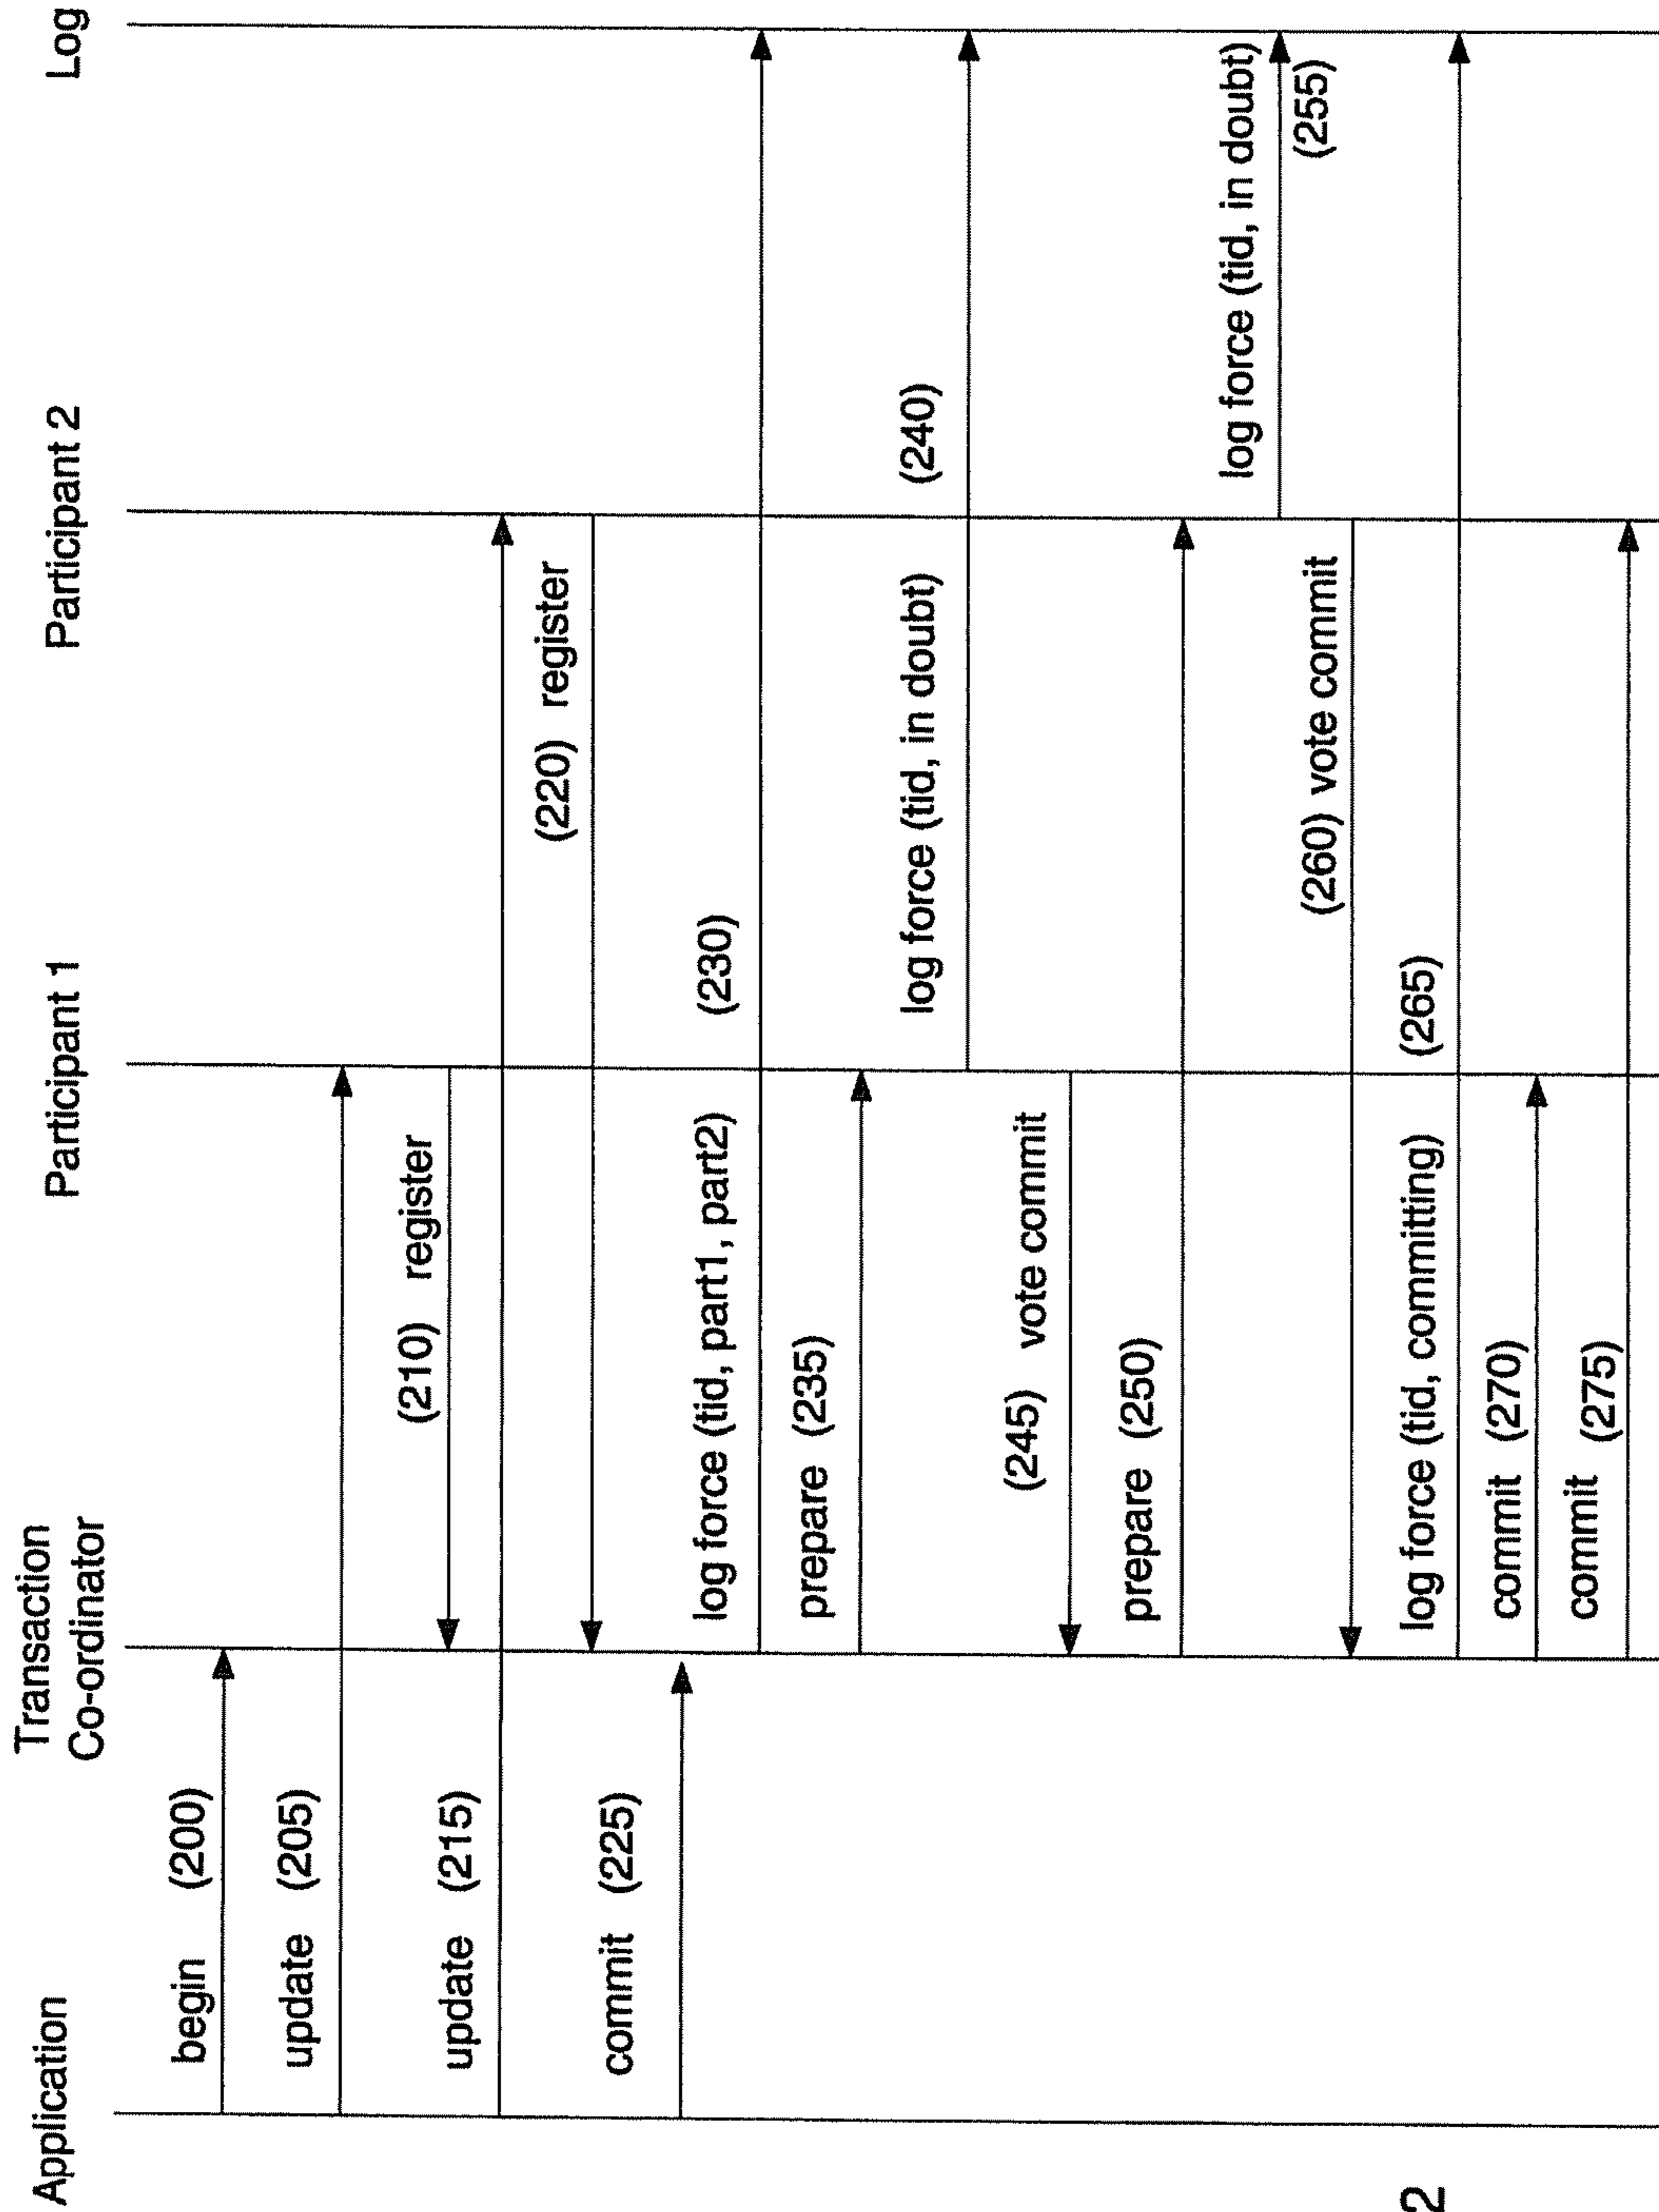 Application
Transaction
Co-ordinator
Participant 1
Participant 2
Log
begin (200)
update (205)
(210) register
update (215)
(220) register
commit (225)
log force (tid, part1, part2) (230)
prepare (235)
log force (tid, in doubt) (240)
(245) vote commit
prepare (250)
log force (tid, in doubt)
(255)
(260) vote commit
log force (tid, committing) (265)
commit (270)
commit (275)
2